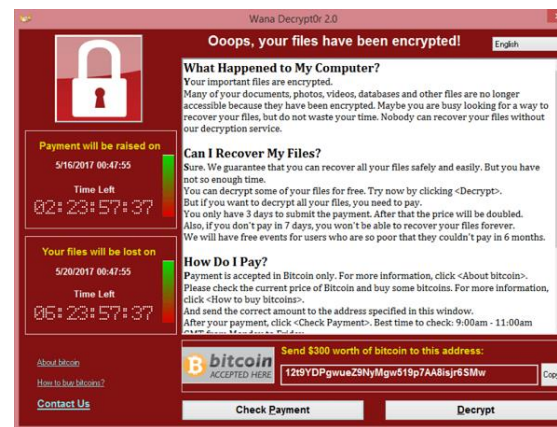 Wana Decrypt0r 2.0
Ooops, your files have been encrypted!
English
What Happened to My Computer?
Your important files are encrypted.
Many of your documents, photos, videos, databases and other files are no longer
accessible because they have been encrypted. Maybe you are busy looking for a way to
recover your files, but do not waste your time. Nobody can recover your files without
our decryption service.
Can I Recover My Files?
Sure. We guarantee that you can recover all your files safely and easily. But you have
not so enough time.
You can decrypt some of your files for free. Try now by clicking <Decrypt>.
But if you want to decrypt all your files, you need to pay.
You only have 3 days to submit the payment. After that the price will be doubled.
Also, if you don't pay in 7 days, you won't be able to recover your files forever.
We will have free events for users who are so poor that they couldn't pay in 6 months.
How Do I Pay?
Payment is accepted in Bitcoin only. For more information, click <About bitcoin>.
Please check the current price of Bitcoin and buy some bitcoins. For more information,
click <How to buy bitcoins>.
And send the correct amount to the address specified in this window.
After your payment, click <Check Payment>. Best time to check: 9:00am - 11:00am
GMT from Monday to Friday.
Payment will be raised on
5/16/2017 00:47:55
Time Left
02:23:57:37
Your files will be lost on
5/20/2017 00:47:55
Time Left
06:23:57:37
About bitcoin
How to buy bitcoins?
Contact Us
bitcoin
ACCEPTED HERE
Send $300 worth of bitcoin to this address:
12t9YDPgwueZ9NyMgw519p7AA8isjr6SMw
Copy
Check Payment
Decrypt